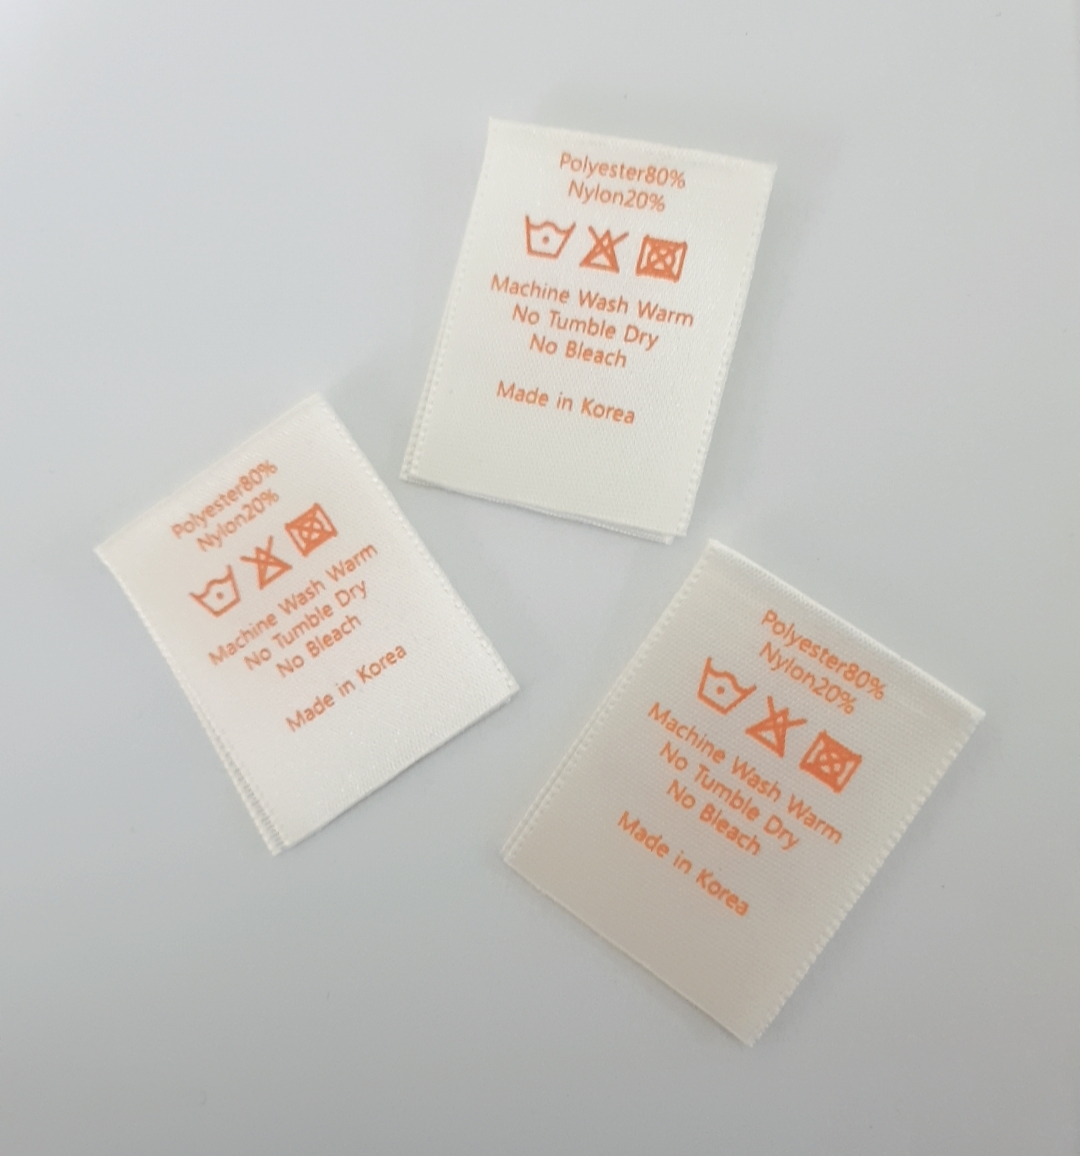 Polyester80%
Nylon20%
Machine Wash Warm
No Tumble Dry
No Bleach
Made in Korea
Polyester80%
Nylon20%
Machine Wash Warm
No Tumble Dry
No Bleach
Made in Korea
Polyester80%
Nylon20%
Machine Wash Warm
No Tumble Dry
No Bleach
Made in Korea